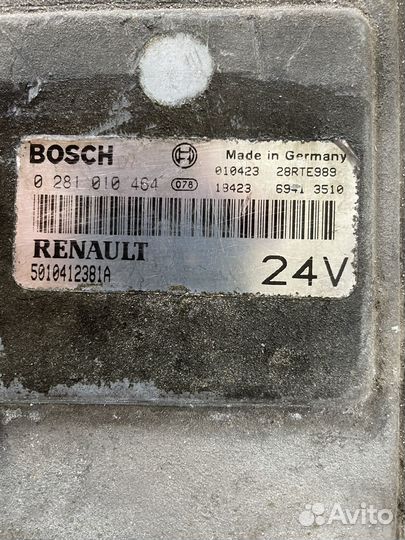 BOSCH Made in Germany
010423 28RTE989
0 281 010 464 078 18423 6941 3510
RENAULT
5010412381A
24V
Avito